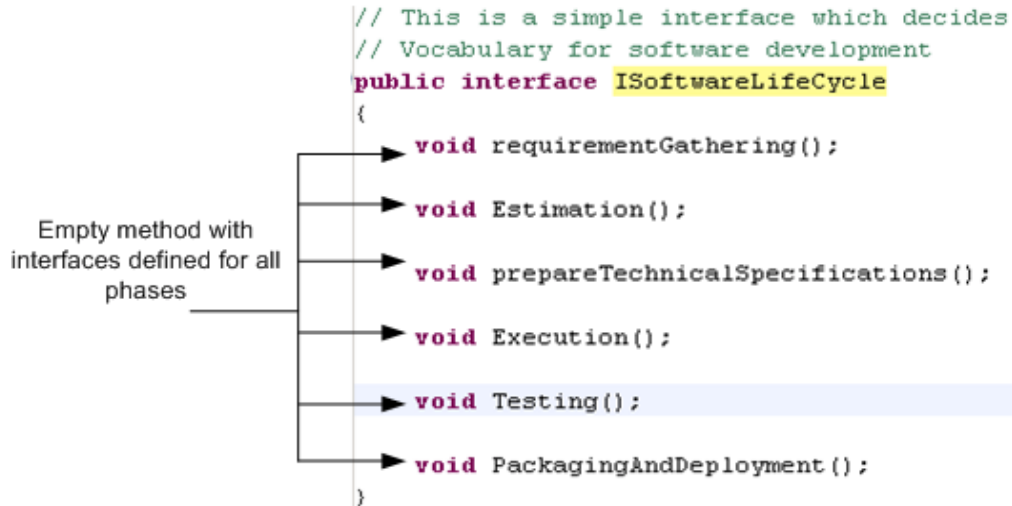 // This is a simple interface which decides
// Vocabulary for software development
public interface ISoftwareLifeCycle
{
void requirementGathering();
void Estimation();
Empty method with
interfaces defined for all
phases
void prepareTechnicalSpecifications();
void Execution();
void Testing();
void PackagingAndDeployment();
}